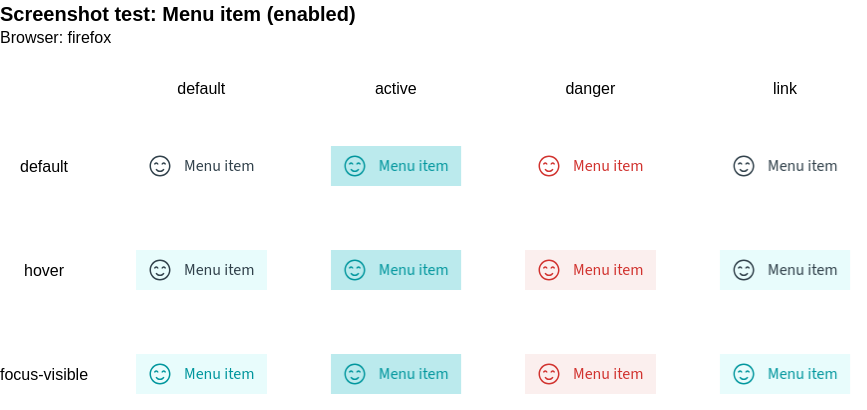 Screenshot test: Menu item (enabled)
Browser: firefox
default active danger link
default Menu item Menu item Menu item Menu item
hover Menu item Menu item Menu item Menu item
focus-visible Menu item Menu item Menu item Menu item